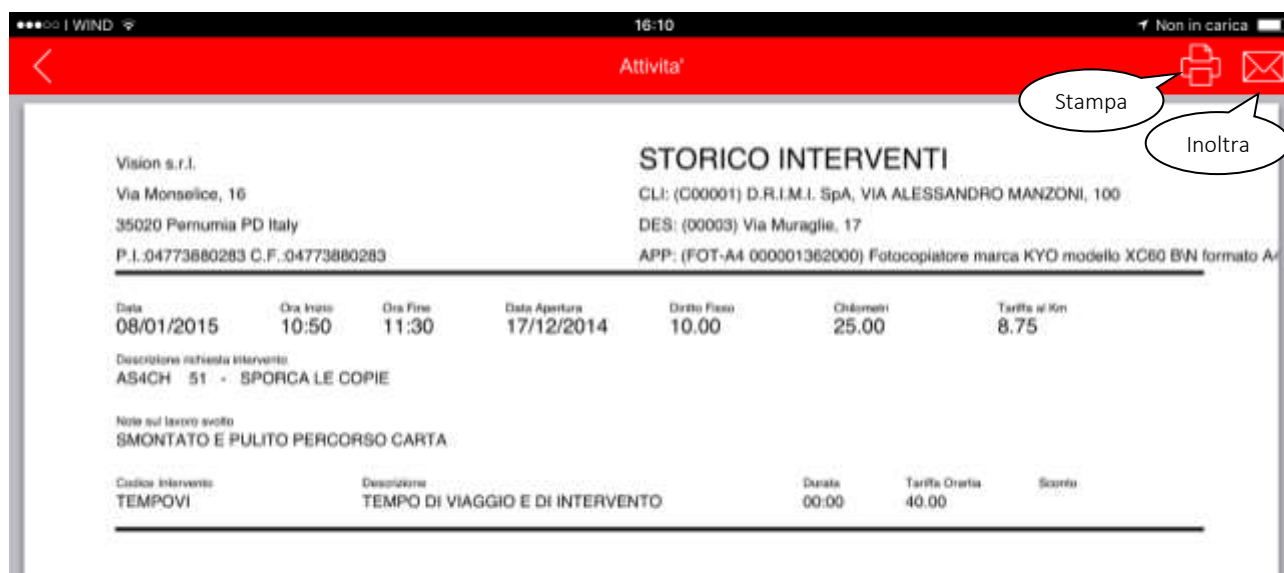 I WIND 16:10 Non in carica
Attivita'
Stampa
Inoltra
Vision s.r.l.
Via Monselice, 16
35020 Pernumia PD Italy
P.I.:04773880283 C.F.:04773880283
STORICO INTERVENTI
CLI: (C00001) D.R.I.M.I. SpA, VIA ALESSANDRO MANZONI, 100
DES: (00003) Via Muraglie, 17
APP: (FOT-A4 000001362000) Fotocopiatore marca KYO modello XC60 B\N formato A4
Data Ora Inizio Ora Fine Data Apertura Diritto Fisso Chilometri Tariffa al Km
08/01/2015 10:50 11:30 17/12/2014 10.00 25.00 8.75
Descrizione richiesta intervento
AS4CH 51 - SPORCA LE COPIE
Note sul lavoro svolto
SMONTATO E PULITO PERCORSO CARTA
Codice Intervento Descrizione Durata Tariffa Oraria Sconto
TEMPOVI TEMPO DI VIAGGIO E DI INTERVENTO 00:00 40.00